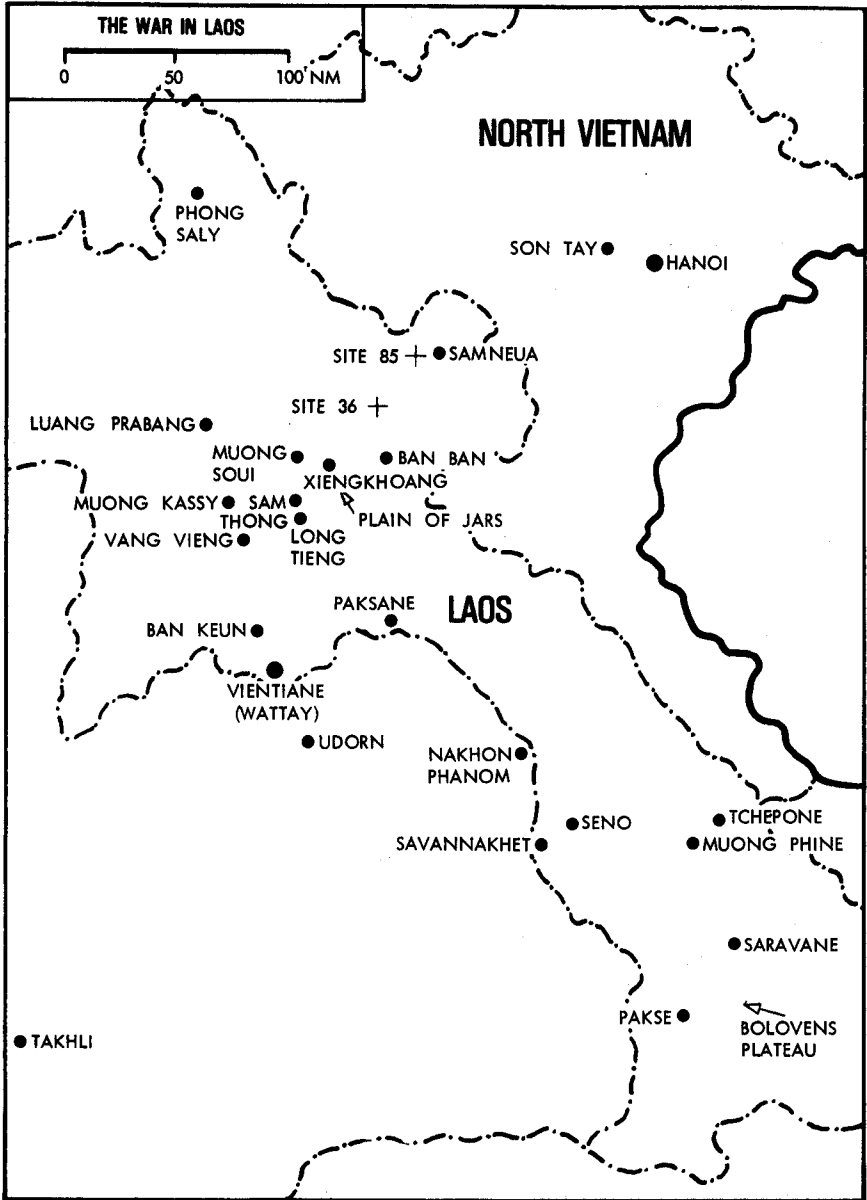 THE WAR IN LAOS
0 50 100 NM
NORTH VIETNAM
PHONG
SALY
SON TAY
HANOI
SITE 85
SAMNEUA
SITE 36
LUANG PRABANG
MUONG
SOUI
BAN BAN
XIENGKHOANG
MUONG KASSY
SAM
THONG
PLAIN OF JARS
VANG VIENG
LONG
TIENG
PAKSANE
LAOS
BAN KEUN
VIENTIANE
(WATTAY)
UDORN
NAKHON
PHANOM
SENO
TCHEPONE
SAVANNAKHET
MUONG PHINE
SARAVANE
PAKSE
BOLOVENS
PLATEAU
TAKHLI